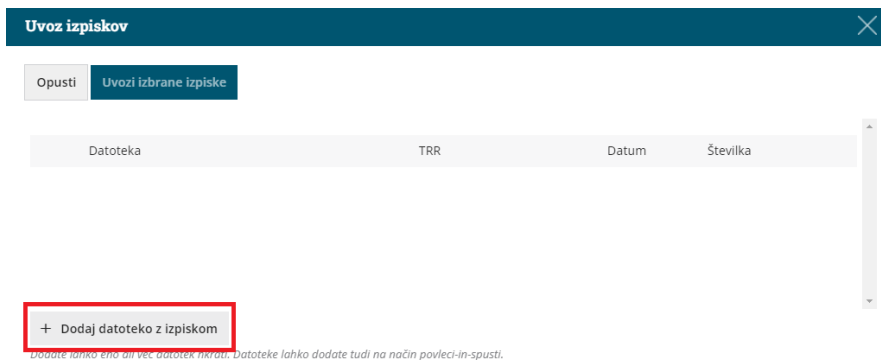 Uvoz izpiskov
Opusti Uvozi izbrane izpiske
Datoteka TRR Datum Številka
+ Dodaj datoteko z izpiskom
Dodate lahko eno ali več datotek hkrati. Datoteke lahko dodate tudi na način povleci-in-spusti.